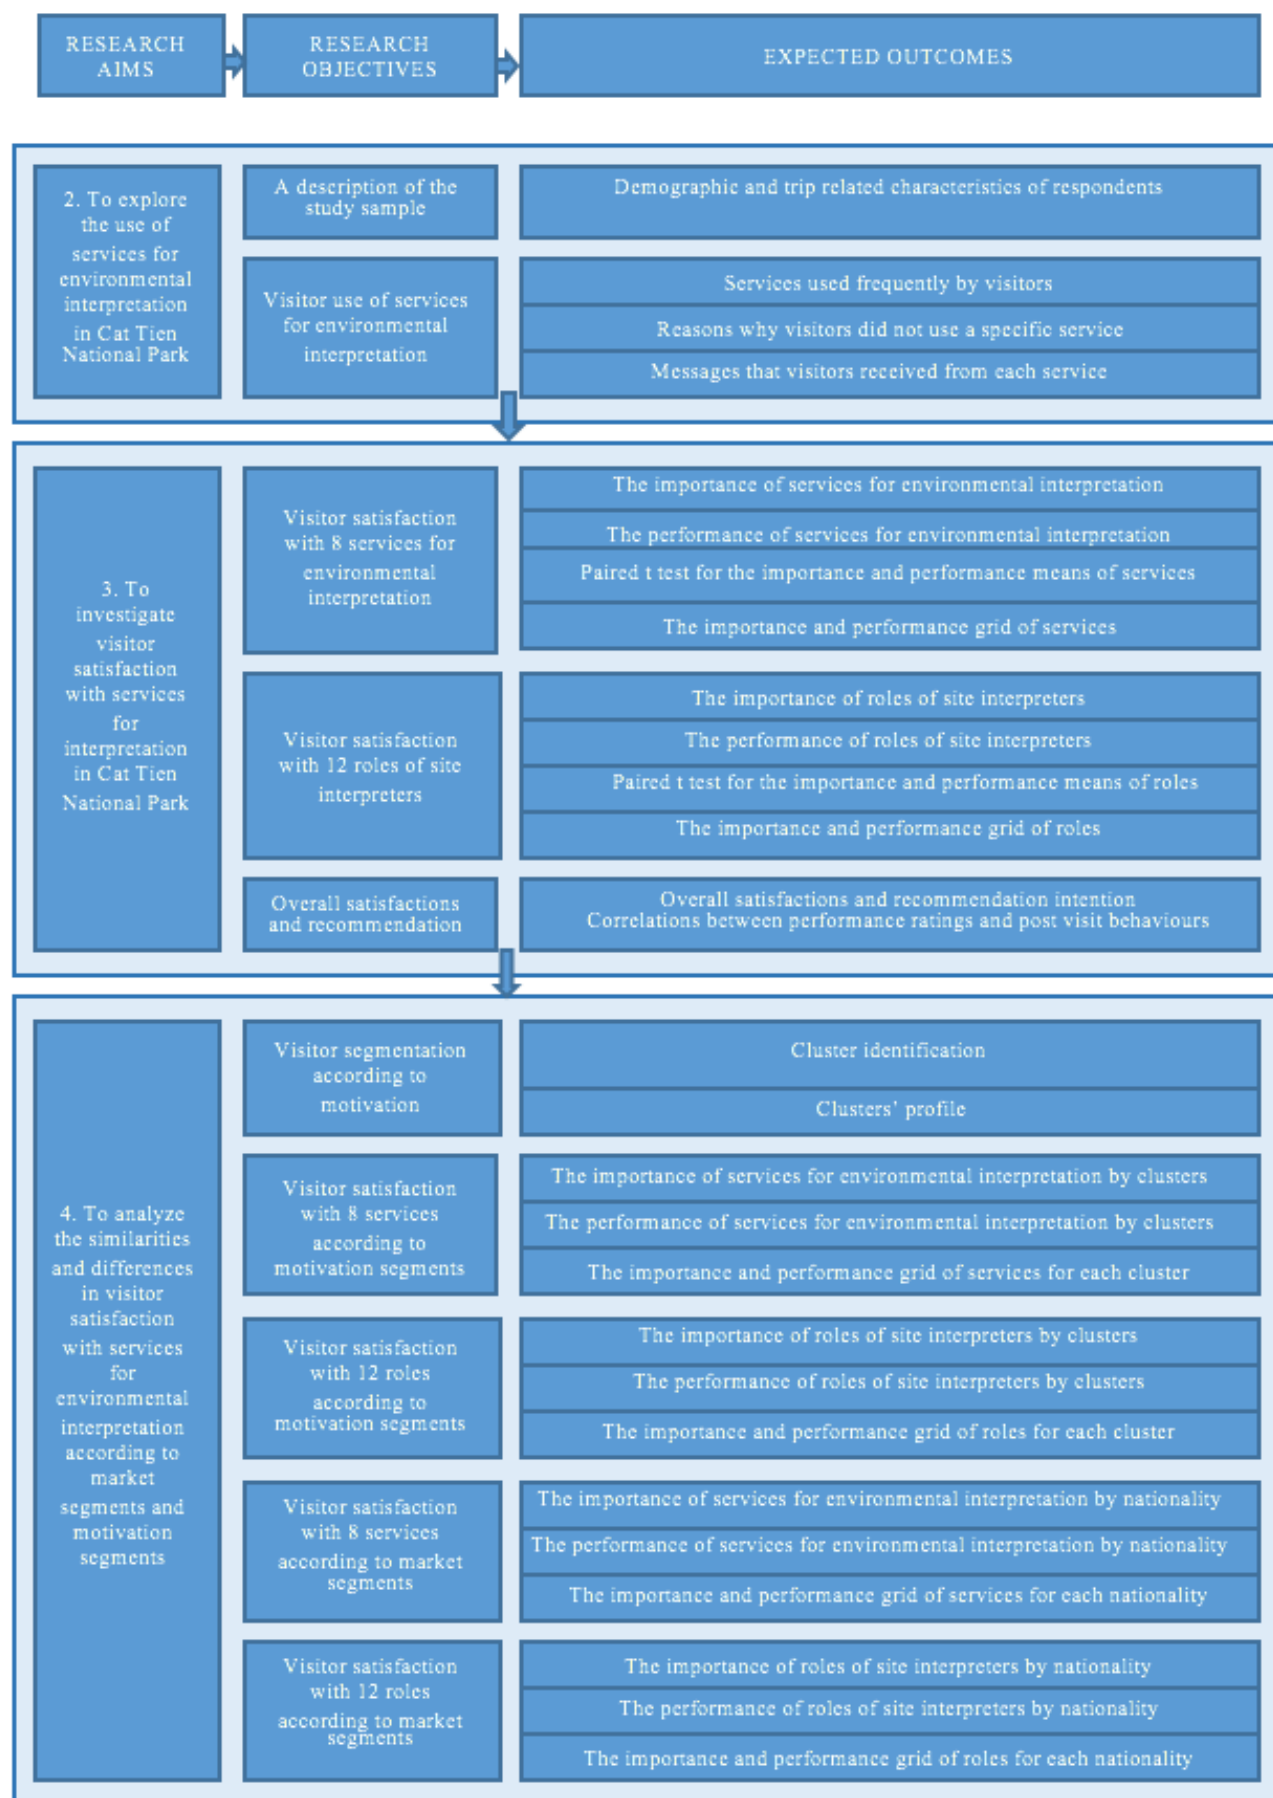 RESEARCH
AIMS
RESEARCH
OBJECTIVES
EXPECTED OUTCOMES
2. To explore
the use of
services for
environmental
interpretation
in Cat Tien
National Park
A description of the
study sample
Demographic and trip related characteristics of respondents
Visitor use of services
for environmental
interpretation
Services used frequently by visitors
Reasons why visitors did not use a specific service
Messages that visitors received from each service
3. To
investigate
visitor
satisfaction
with services
for
interpretation
in Cat Tien
National Park
Visitor satisfaction
with 8 services for
environmental
interpretation
The importance of services for environmental interpretation
The performance of services for environmental interpretation
Paired t test for the importance and performance means of services
The importance and performance grid of services
Visitor satisfaction
with 12 roles of site
interpreters
The importance of roles of site interpreters
The performance of roles of site interpreters
Paired t test for the importance and performance means of roles
The importance and performance grid of roles
Overall satisfactions
and recommendation
Overall satisfactions and recommendation intention
Correlations between performance ratings and post visit behaviours
4. To analyze
the similarities
and differences
in visitor
satisfaction
with services
for
environmental
interpretation
according to
market
segments and
motivation
segments
Visitor segmentation
according to
motivation
Cluster identification
Clusters' profile
Visitor satisfaction
with 8 services
according to
motivation segments
The importance of services for environmental interpretation by clusters
The performance of services for environmental interpretation by clusters
The importance and performance grid of services for each cluster
Visitor satisfaction
with 12 roles
according to
motivation segments
The importance of roles of site interpreters by clusters
The performance of roles of site interpreters by clusters
The importance and performance grid of roles for each cluster
Visitor satisfaction
with 8 services
according to market
segments
The importance of services for environmental interpretation by nationality
The performance of services for environmental interpretation by nationality
The importance and performance grid of services for each nationality
Visitor satisfaction
with 12 roles
according to market
segments
The importance of roles of site interpreters by nationality
The performance of roles of site interpreters by nationality
The importance and performance grid of roles for each nationality